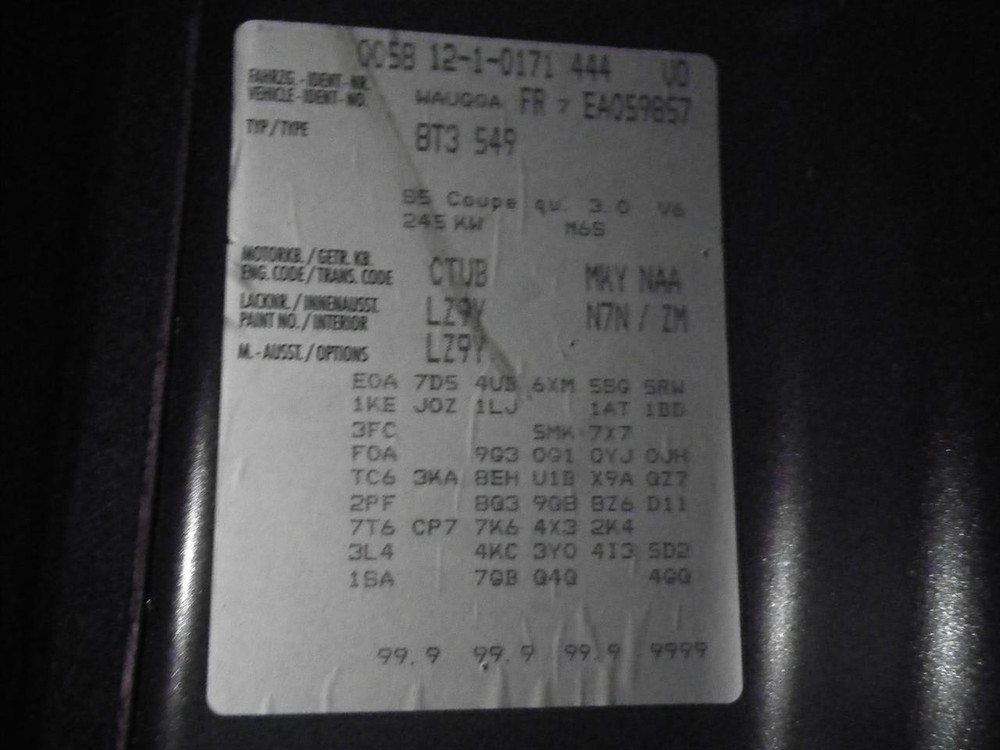 0058 12-1-0171 444 UO
FAHRZG.-IDENT-NR.
VEHICLE-IDENT-NO. WAUGGA FR 7 EA059857
TYP/TYPE 8T3 549
S5 Coupe qu. 3.0 V6
245 KW M6S
MOTORKB./GETR.KB.
ENG. CODE/TRANS. CODE CTUB MKY NAA
LACKNR./INNENAUSST.
PAINT NO./INTERIOR LZ9Y N7N / ZM
M.-AUSST./OPTIONS LZ9Y
E0A 7D5 4UB 6XM 5SG 5RW
1KE J0Z 1LJ 1AT 1BD
3FC 5MK 7X7
F0A 9G3 0G1 0YJ 0JH
TC6 3KA 8EH U1B X9A QZ7
2PF 8Q3 9GB 8Z6 D11
7T6 CP7 7K6 4X3 2K4
3L4 4KC 3Y0 4I3 5D2
1SA 7GB Q4Q 4GQ
99.9 99.9 99.9 9999